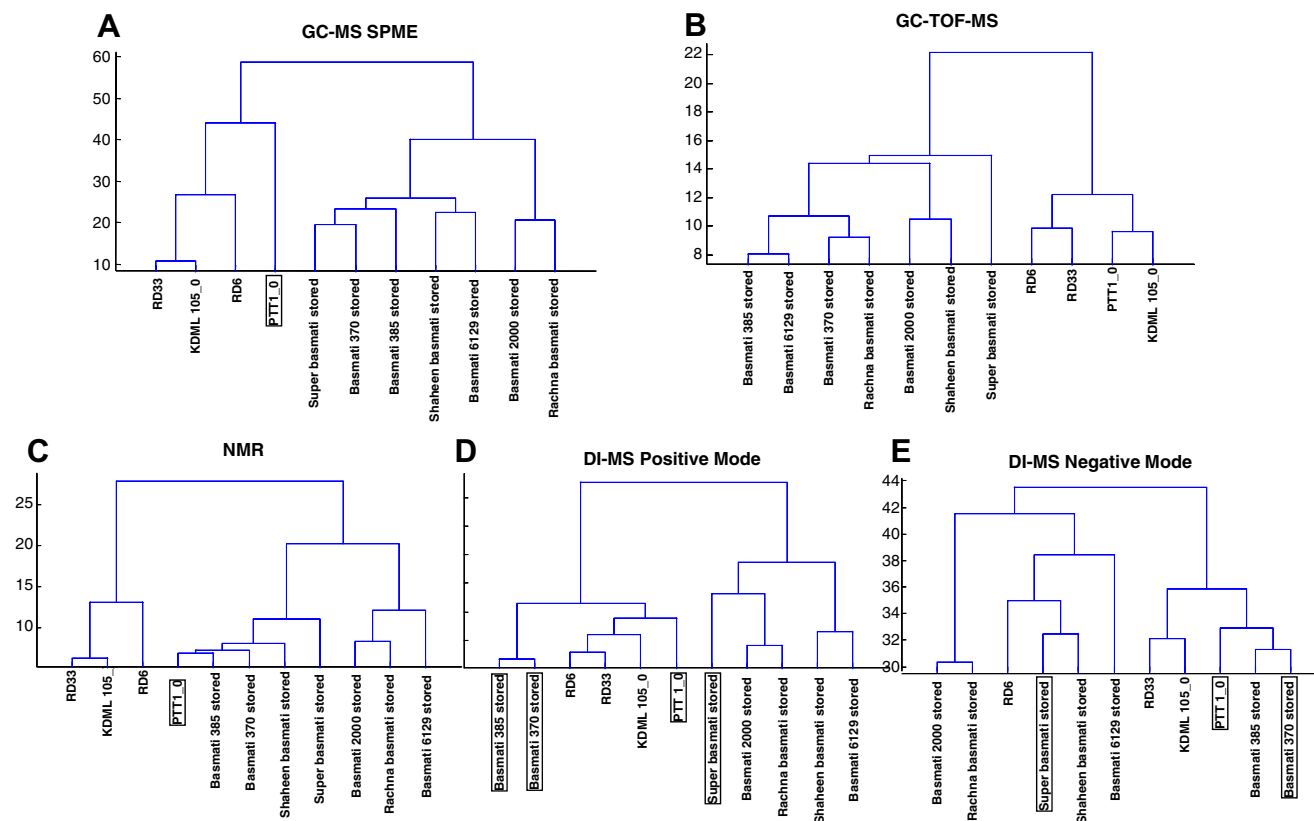 A
GC-MS SPME
60
50
40
30
20
10
RD33
KDML 105_0
RD6
PTT1_0
Super basmati stored
Basmati 370 stored
Basmati 385 stored
Shaheen basmati stored
Basmati 6129 stored
Basmati 2000 stored
Rachna basmati stored
B
GC-TOF-MS
22
20
18
16
14
12
10
8
Basmati 385 stored
Basmati 6129 stored
Basmati 370 stored
Rachna basmati stored
Basmati 2000 stored
Shaheen basmati stored
Super basmati stored
RD6
RD33
PTT1_0
KDML 105_0
C
NMR
25
20
15
10
RD33
KDML 105_
RD6
PTT1_0
Basmati 385 stored
Basmati 370 stored
Shaheen basmati stored
Super basmati stored
Basmati 2000 stored
Rachna basmati stored
Basmati 6129 stored
D
DI-MS Positive Mode
Basmati 385 stored
Basmati 370 stored
RD6
RD33
KDML 105_0
PTT 1_0
Super basmati stored
Basmati 2000 stored
Rachna basmati stored
Shaheen basmati stored
Basmati 6129 stored
E
DI-MS Negative Mode
44
42
40
38
36
34
32
30
Basmati 2000 stored
Rachna basmati stored
RD6
Super basmati stored
Shaheen basmati stored
Basmati 6129 stored
RD33
KDML 105_0
PTT 1_0
Basmati 385 stored
Basmati 370 stored